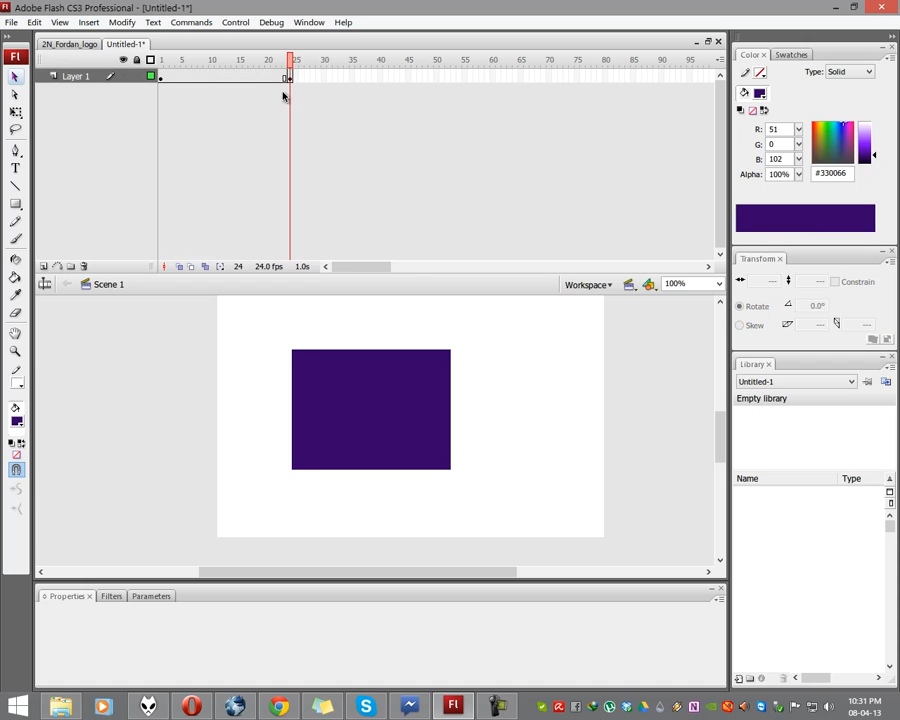 Adobe Flash CS3 Professional - [Untitled-1*]
File Edit View Insert Modify Text Commands Control Debug Window Help
2N_Fordan_logo Untitled-1*
1 5 10 15 20 25 30 35 40 45 50 55 60 65 70 75 80 85 90 95
Layer 1
24 24.0 fps 1.0s
Scene 1 Workspace 100%
Properties × Filters Parameters
Color × Swatches
Type: Solid
R: 51
G: 0
B: 102
Alpha: 100% #330066
Transform ×
--- --- Constrain
Rotate 0.0°
Skew --- ---
Library ×
Untitled-1
Empty library
Name Type
Fl
T
S
N
10:31 PM
08-04-13